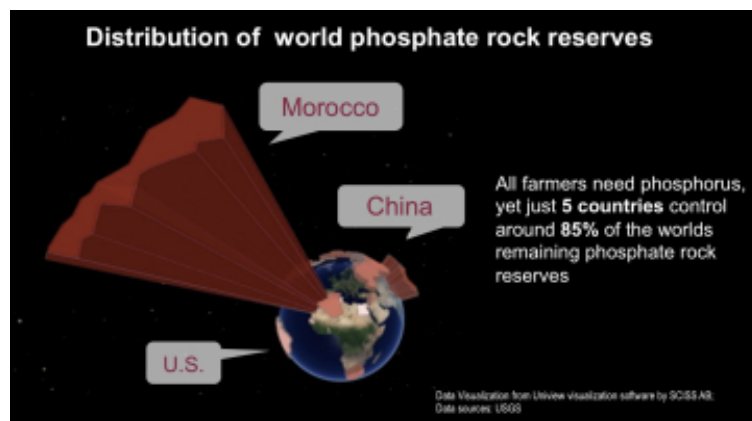 Distribution of world phosphate rock reserves
Morocco
China
All farmers need phosphorus,
yet just 5 countries control
around 85% of the worlds
remaining phosphate rock
reserves
U.S.
Data Visualization from Uniview visualization software by SCISS AB;
Data sources: USGS